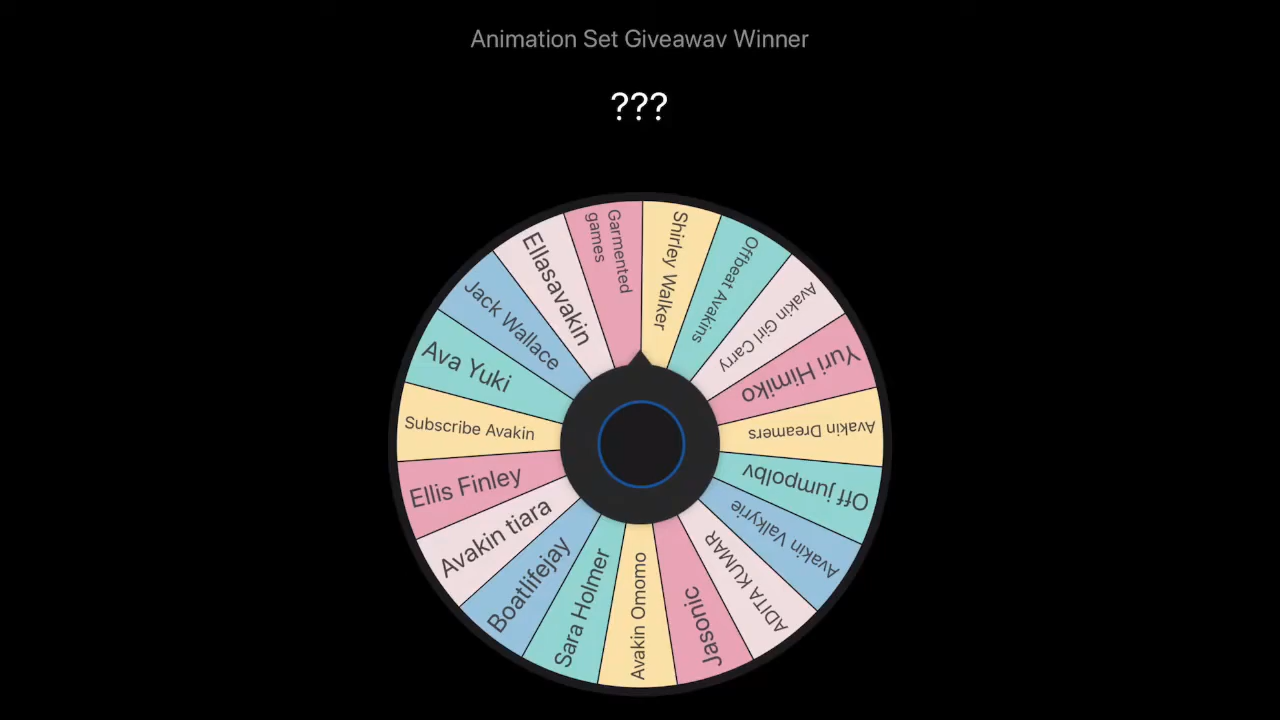 Animation Set Giveaway Winner
???
Garmented
games
Shirley Walker
Offbeat Avakins
Avakin Girl Carry
Yuri Himiko
Avakin Dreamers
Off jumpolbv
Avakin Valkyrie
ADITA KUMAR
Jasonic
Avakin Omomo
Sara Holmer
Boatlifejay
Avakin tiara
Ellis Finley
Subscribe Avakin
Ava Yuki
Jack Wallace
Ellasavakin